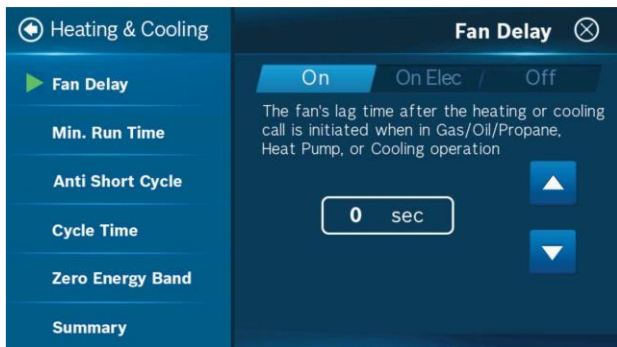 Heating & Cooling
Fan Delay
Min. Run Time
Anti Short Cycle
Cycle Time
Zero Energy Band
Summary
Fan Delay
On
On Elec
Off
The fan's lag time after the heating or cooling
call is initiated when in Gas/Oil/Propane,
Heat Pump, or Cooling operation
0 sec